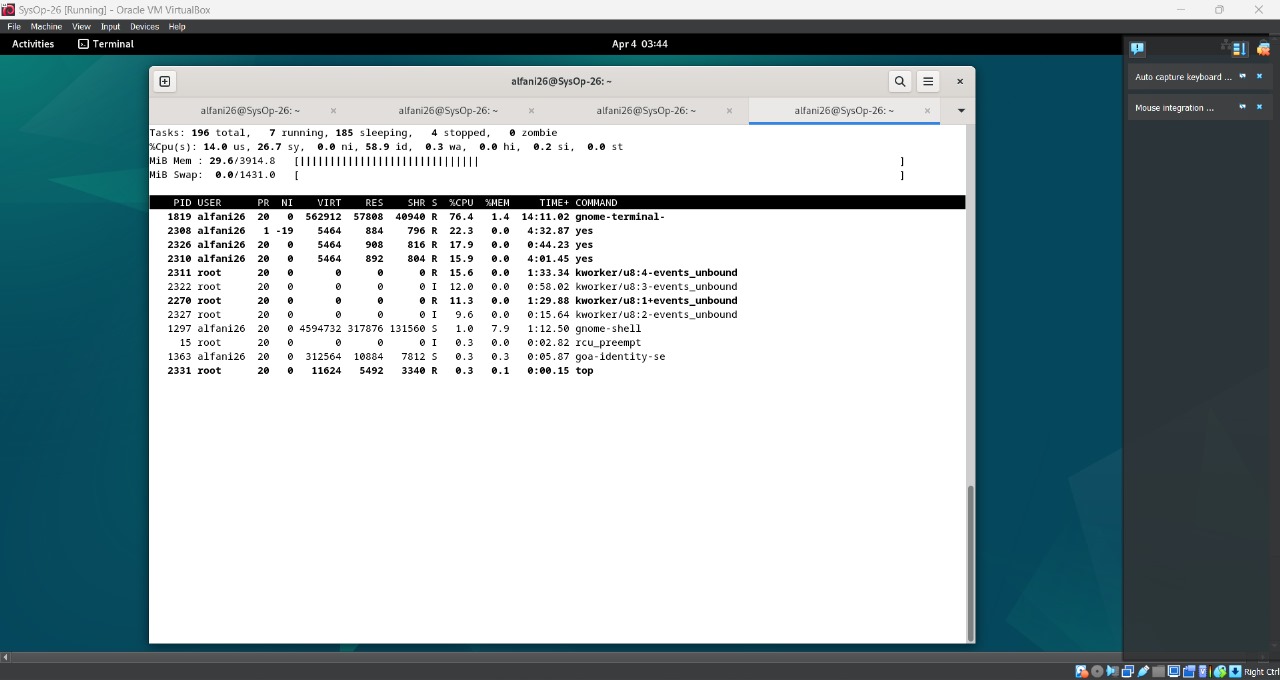 SysOp-26 [Running] - Oracle VM VirtualBox
File Machine View Input Devices Help
Activities Terminal Apr 4 03:44
alfani26@SysOp-26: ~
alfani26@SysOp-26: ~ alfani26@SysOp-26: ~ alfani26@SysOp-26: ~ alfani26@SysOp-26: ~
Auto capture keyboard ...
Mouse integration ...
Tasks: 196 total, 7 running, 185 sleeping, 4 stopped, 0 zombie
%Cpu(s): 14.0 us, 26.7 sy, 0.0 ni, 58.9 id, 0.3 wa, 0.0 hi, 0.2 si, 0.0 st
MiB Mem : 29.6/3914.8 [||||||||||||||||||||||||||||||| ]
MiB Swap: 0.0/1431.0 [ ]
PID USER PR NI VIRT RES SHR S %CPU %MEM TIME+ COMMAND
1819 alfani26 20 0 562912 57808 40940 R 76.4 1.4 14:11.02 gnome-terminal-
2308 alfani26 1 -19 5464 884 796 R 22.3 0.0 4:32.87 yes
2326 alfani26 20 0 5464 908 816 R 17.9 0.0 0:44.23 yes
2310 alfani26 20 0 5464 892 804 R 15.9 0.0 4:01.45 yes
2311 root 20 0 0 0 0 R 15.6 0.0 1:33.34 kworker/u8:4-events_unbound
2322 root 20 0 0 0 0 I 12.0 0.0 0:58.02 kworker/u8:3-events_unbound
2270 root 20 0 0 0 0 R 11.3 0.0 1:29.88 kworker/u8:1+events_unbound
2327 root 20 0 0 0 0 I 9.6 0.0 0:15.64 kworker/u8:2-events_unbound
1297 alfani26 20 0 4594732 317876 131560 S 1.0 7.9 1:12.50 gnome-shell
15 root 20 0 0 0 0 I 0.3 0.0 0:02.82 rcu_preempt
1363 alfani26 20 0 312564 10884 7812 S 0.3 0.3 0:05.87 goa-identity-se
2331 root 20 0 11624 5492 3340 R 0.3 0.1 0:00.15 top
Right Ctrl